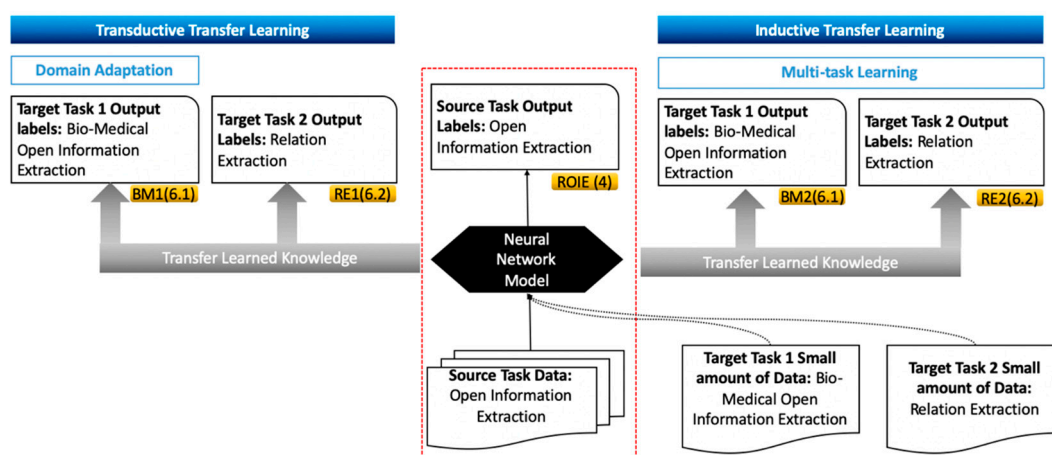 Transductive Transfer Learning
Domain Adaptation
Target Task 1 Output
labels: Bio-Medical
Open Information
Extraction
BM1(6.1)
Target Task 2 Output
Labels: Relation
Extraction
RE1(6.2)
Transfer Learned Knowledge
Source Task Output
Labels: Open
Information Extraction
ROIE (4)
Neural
Network
Model
Source Task Data:
Open Information
Extraction
Inductive Transfer Learning
Multi-task Learning
Target Task 1 Output
labels: Bio-Medical
Open Information
Extraction
BM2(6.1)
Target Task 2 Output
Labels: Relation
Extraction
RE2(6.2)
Transfer Learned Knowledge
Target Task 1 Small
amount of Data: Bio-
Medical Open
Information Extraction
Target Task 2 Small
amount of Data:
Relation Extraction